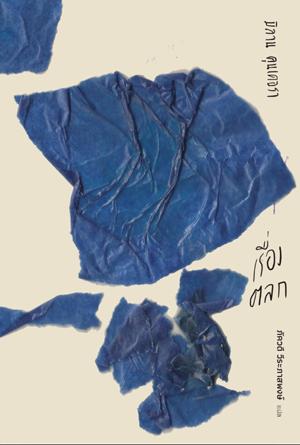 มิลาน คุนเดอรา
เรื่อง
ตลก
ภัควดี วีระภาสพงษ์
แปล